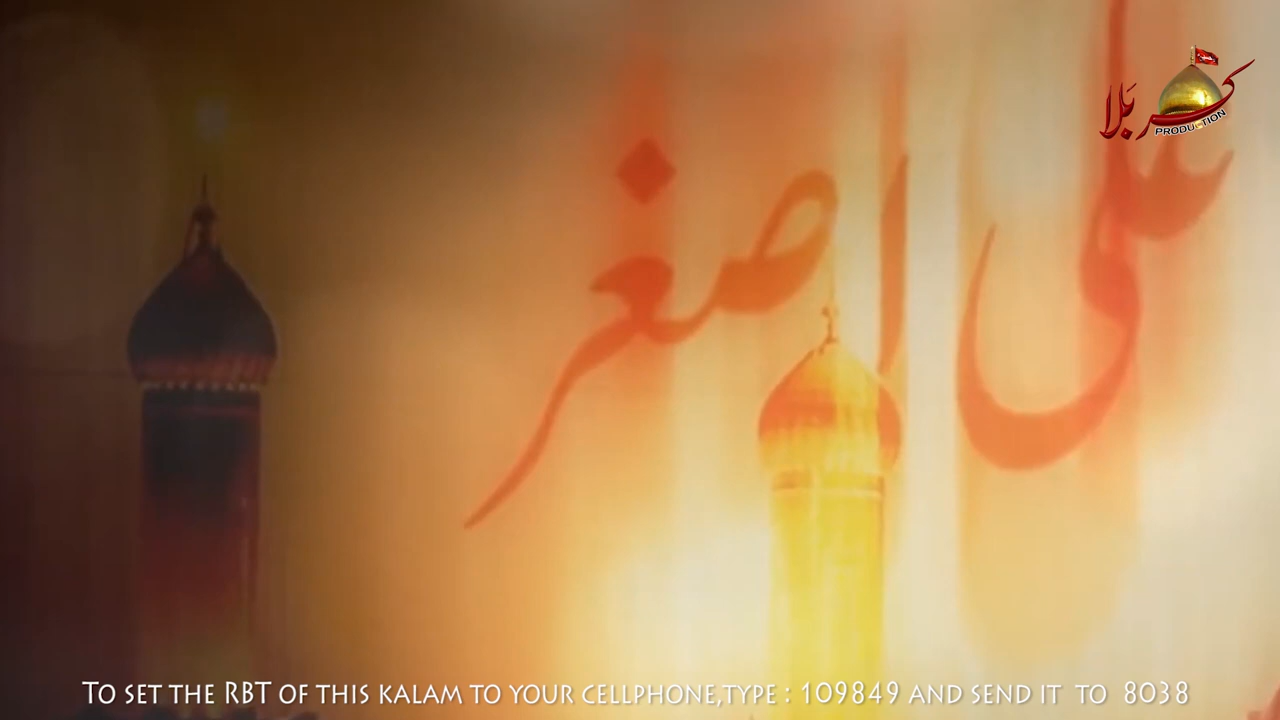 کربلا
PRODUCTION
علی اصغر
TO SET THE RBT OF THIS KALAM TO YOUR CELLPHONE,TYPE : 109849 AND SEND IT TO 8038